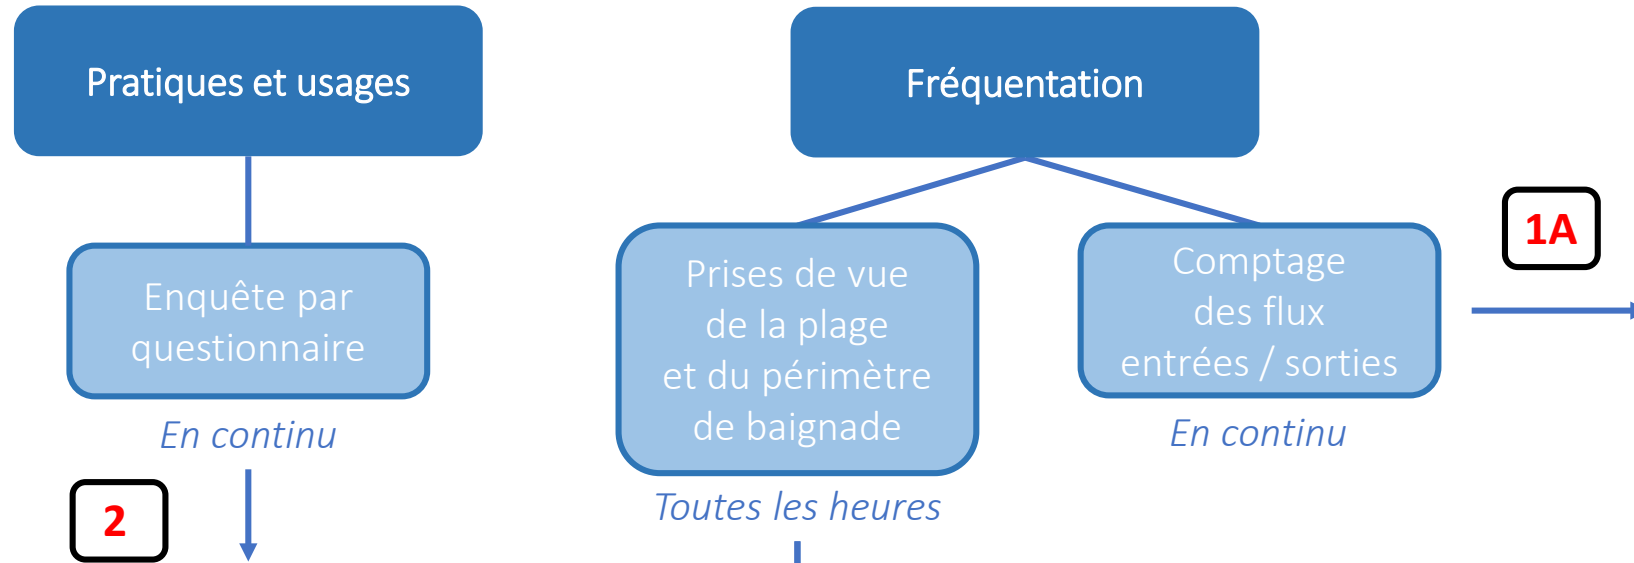 Pratiques et usages
Enquête par
questionnaire
En continu
2
Fréquentation
Prises de vue
de la plage
et du périmètre
de baignade
Toutes les heures
Comptage
des flux
entrées / sorties
En continu
1A